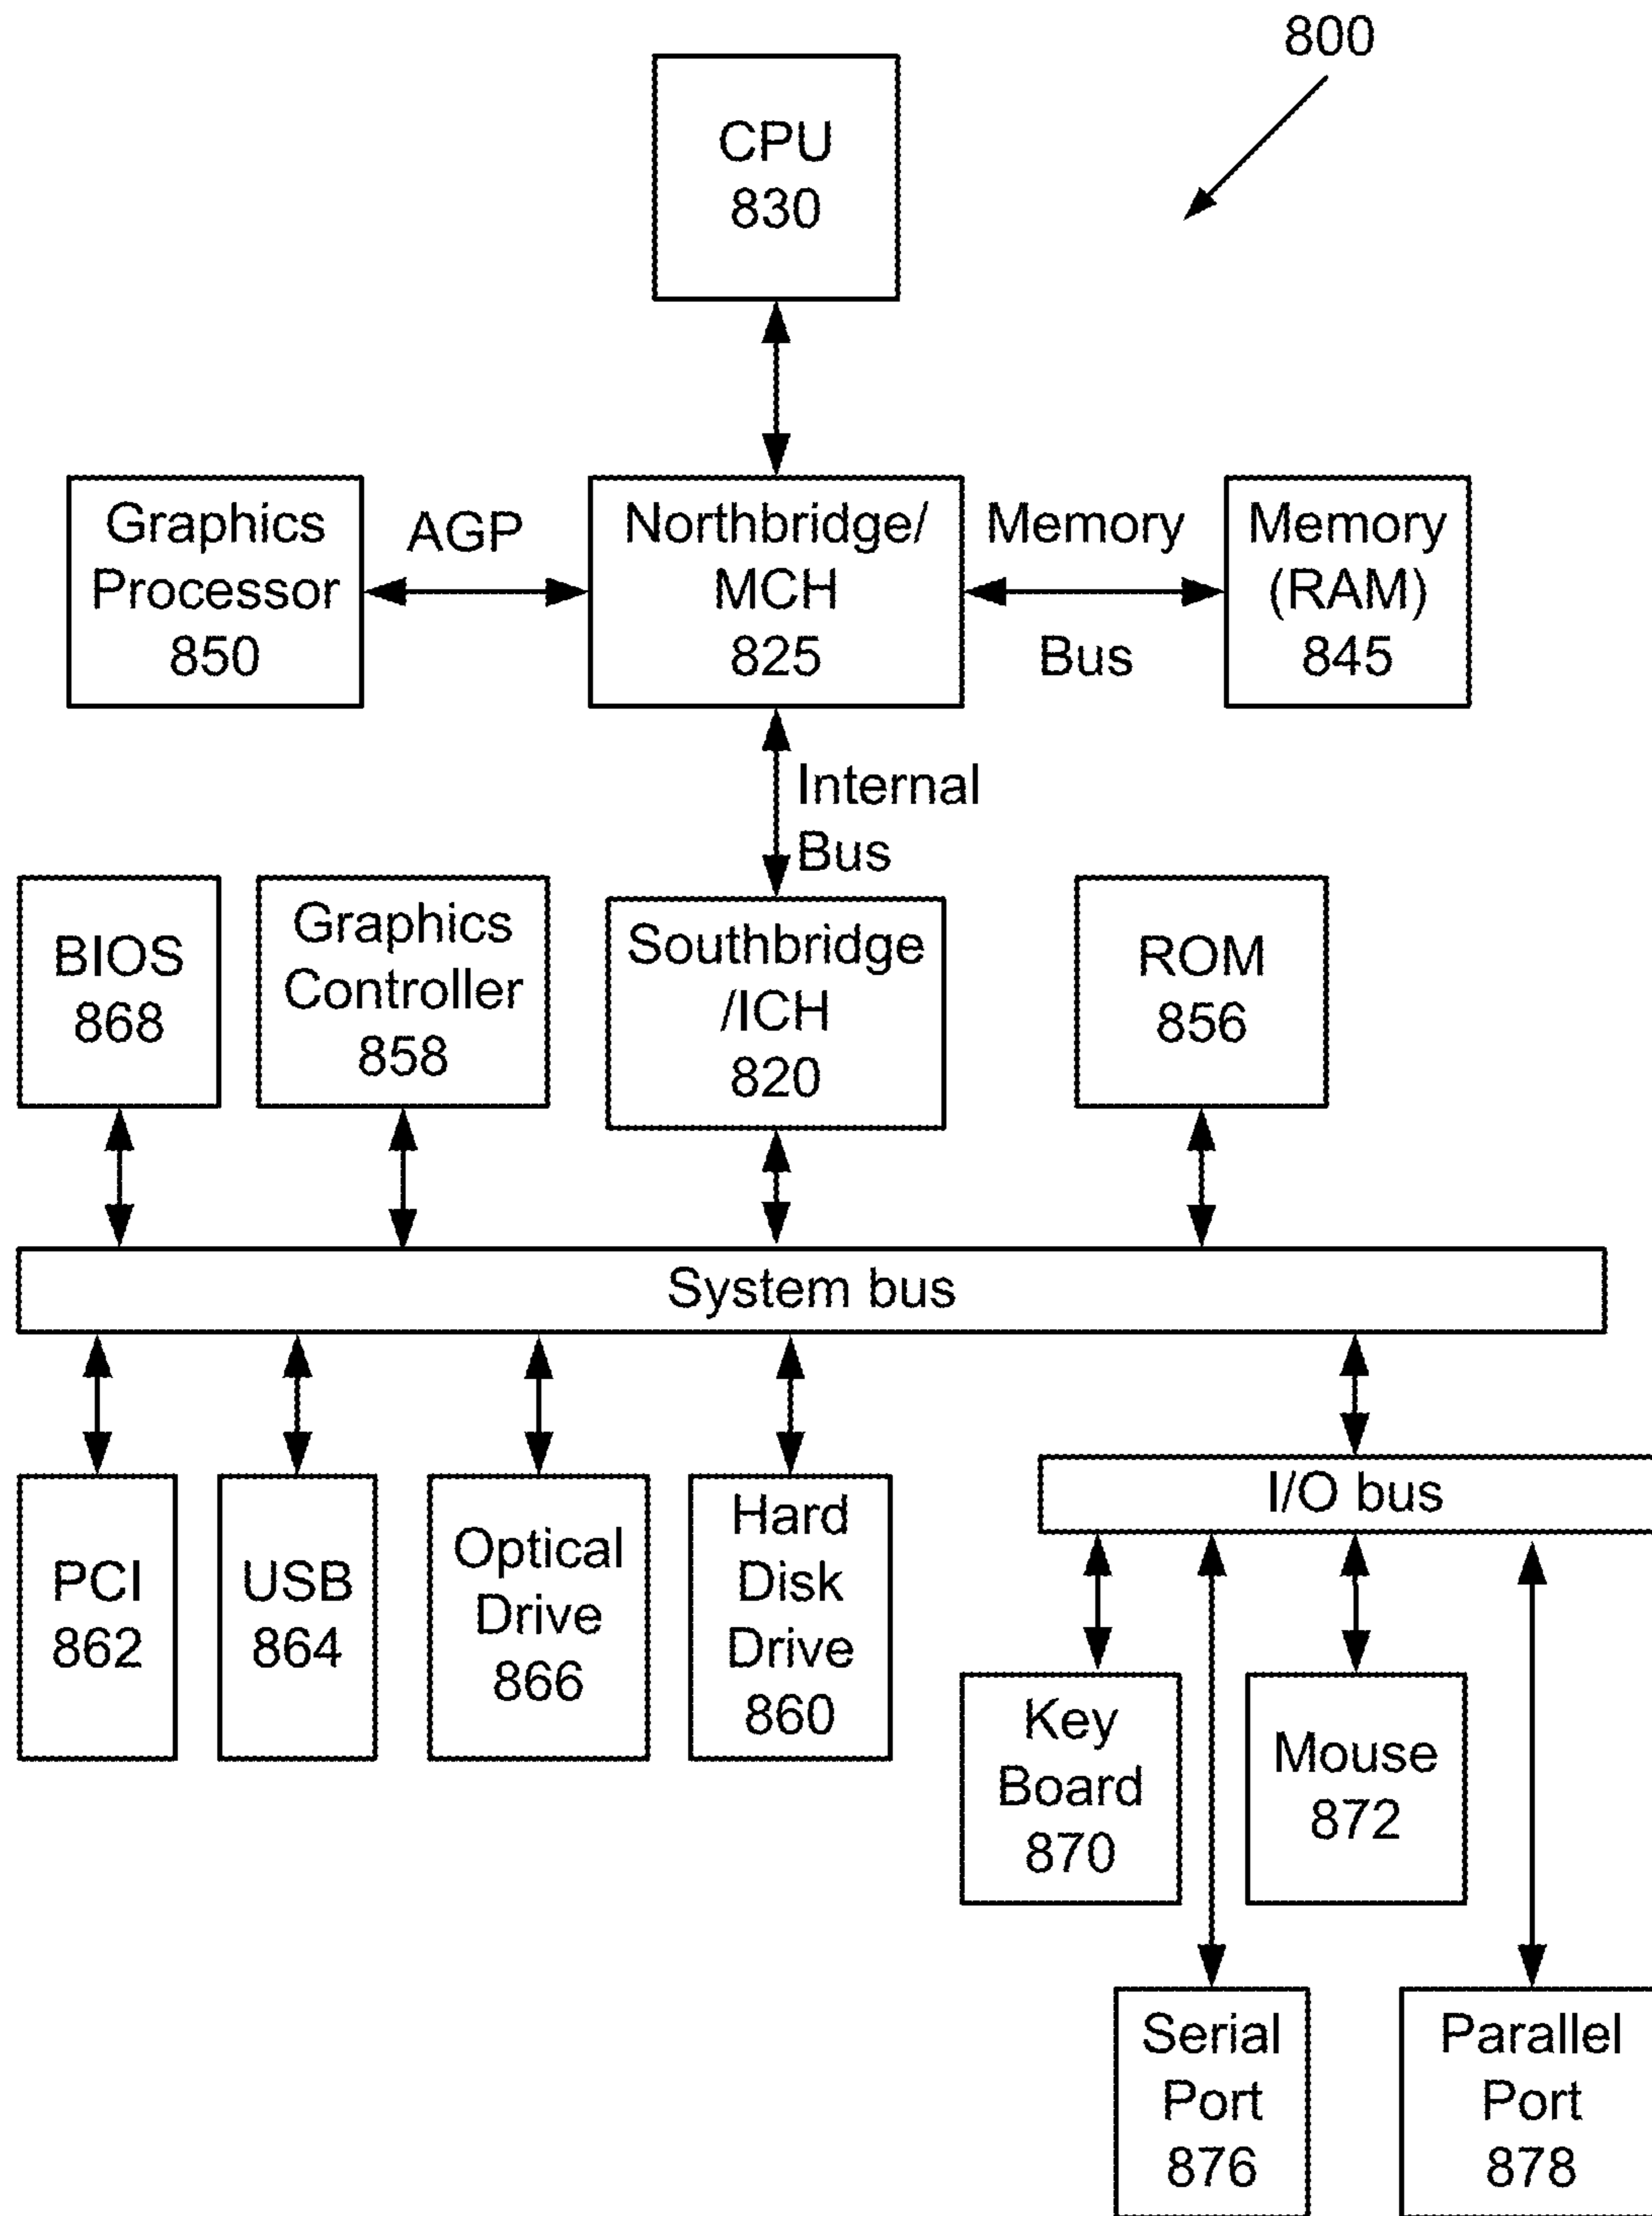 800
CPU
830
Graphics
Processor
850
AGP
Northbridge/
MCH
825
Memory
Bus
Memory
(RAM)
845
Internal
Bus
BIOS
868
Graphics
Controller
858
Southbridge
/ICH
820
ROM
856
System bus
PCI
862
USB
864
Optical
Drive
866
Hard
Disk
Drive
860
I/O bus
Key
Board
870
Mouse
872
Serial
Port
876
Parallel
Port
878